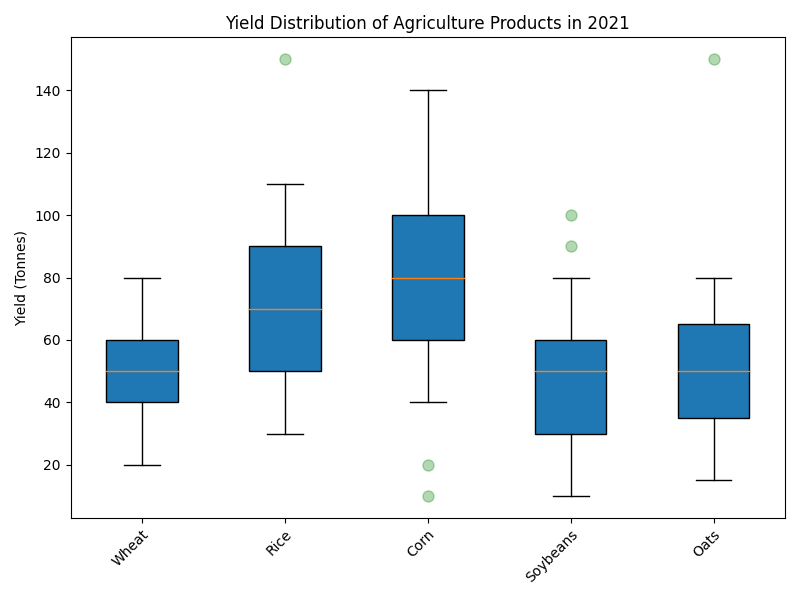 Yield Distribution of Agriculture Products in 2021
Yield (Tonnes)
140
120
100
80
60
40
20
Wheat
Rice
Corn
Soybeans
Oats